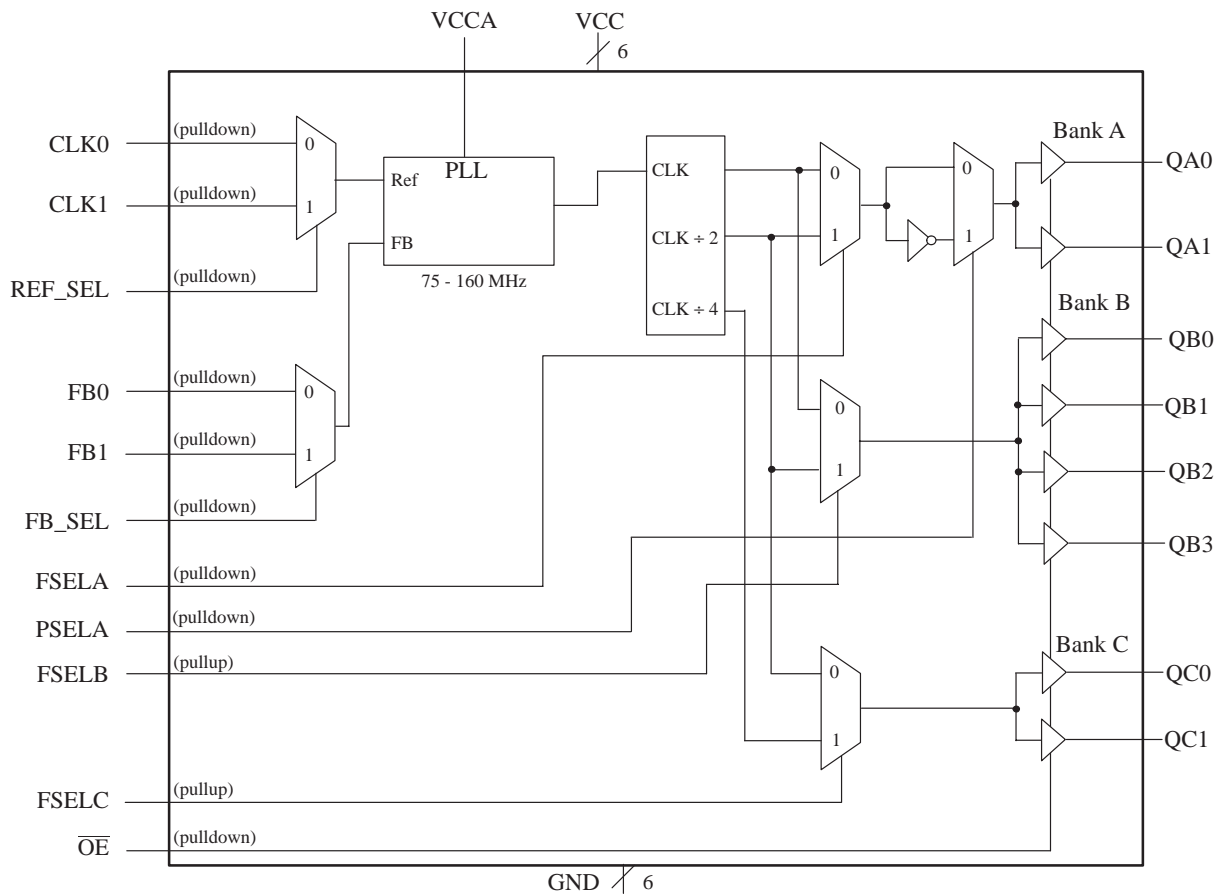 VCCA
VCC
6
CLK0
(pulldown)
0
CLK1
(pulldown)
1
REF_SEL
(pulldown)
PLL
Ref
FB
75 - 160 MHz
CLK
CLK ÷ 2
CLK ÷ 4
0
1
0
1
Bank A
QA0
QA1
Bank B
QB0
QB1
QB2
QB3
0
1
FB0
(pulldown)
0
FB1
(pulldown)
1
FB_SEL
(pulldown)
FSELA
(pulldown)
PSELA
(pulldown)
FSELB
(pullup)
0
1
Bank C
QC0
QC1
FSELC
(pullup)
OE
(pulldown)
GND
6